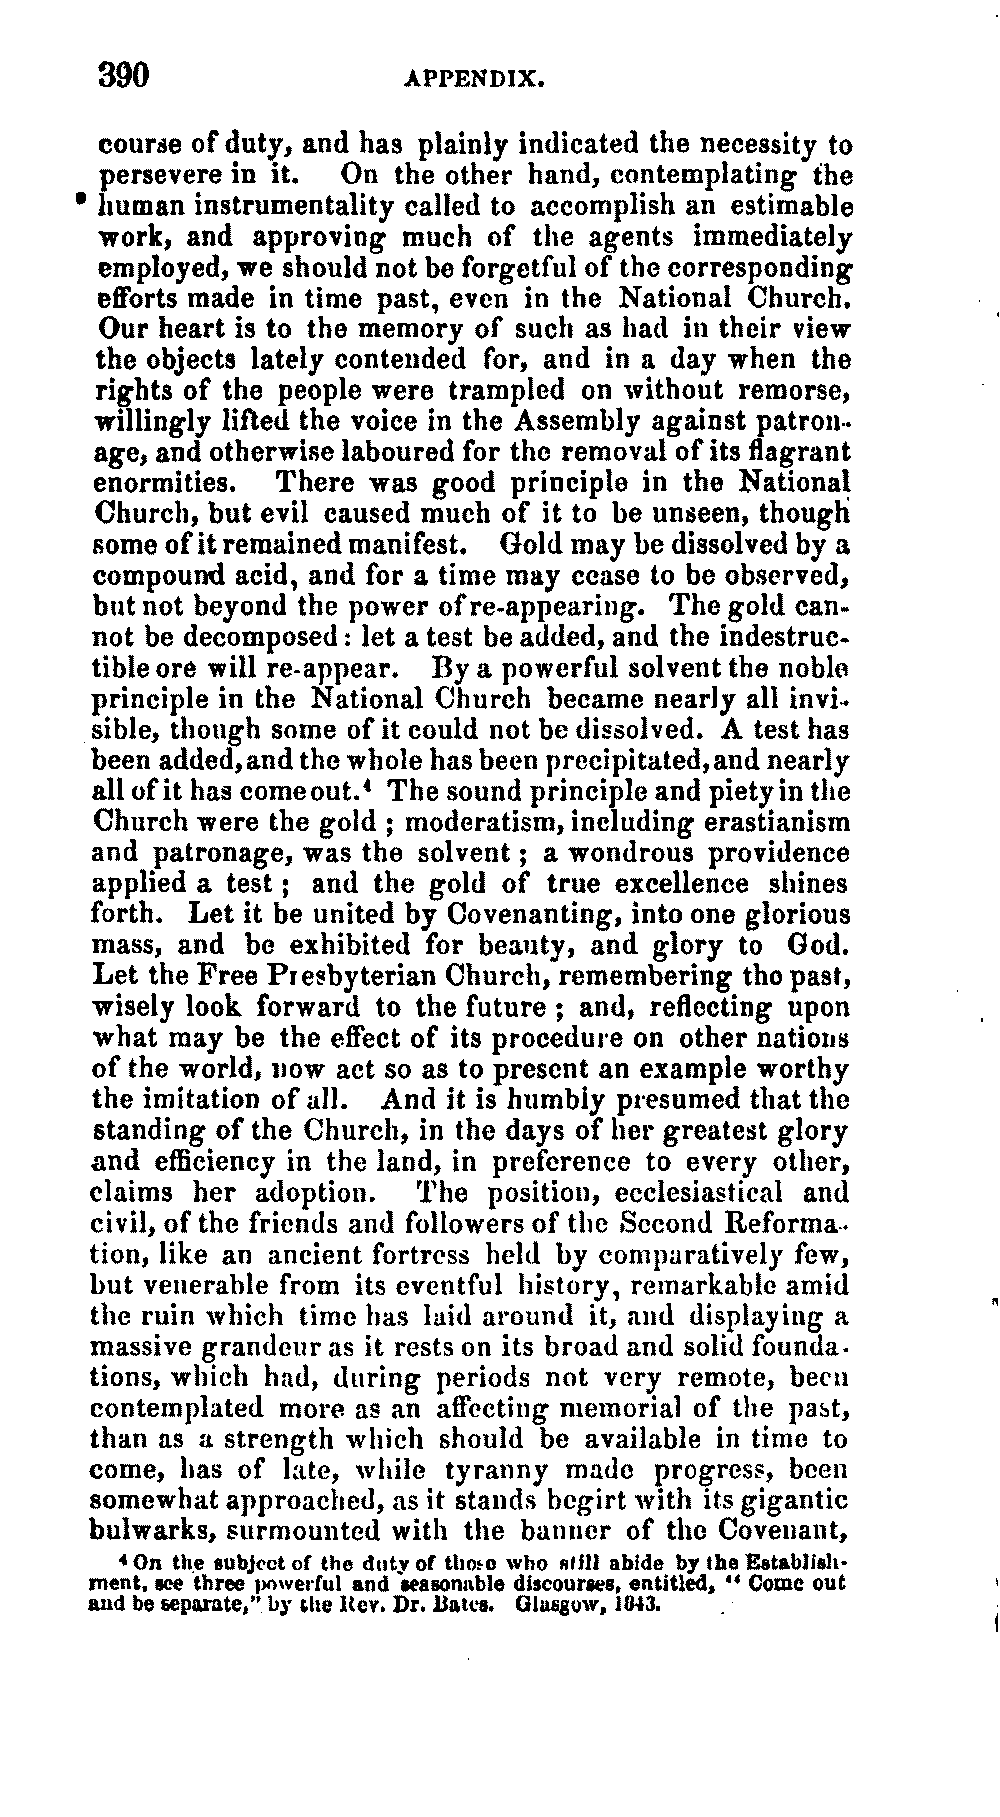 390 APPENDIX.
course of duty, and has plainly indicated the necessity to
persevere in it. On the other hand, contemplating the
human instrumentality called to accomplish an estimable
work, and approving much of the agents immediately
employed, we should not be forgetful of the corresponding
efforts made in time past, even in the National Church.
Our heart is to the memory of such as had in their view
the objects lately contended for, and in a day when the
rights of the people were trampled on without remorse,
willingly lifted the voice in the Assembly against patron-
age, and otherwise laboured for the removal of its flagrant
enormities. There was good principle in the National
Church, but evil caused much of it to be unseen, though
some of it remained manifest. Gold may be dissolved by a
compound acid, and for a time may cease to be observed,
but not beyond the power of re-appearing. The gold can-
not be decomposed: let a test be added, and the indestruc-
tible ore will re-appear. By a powerful solvent the noble
principle in the National Church became nearly all invi-
sible, though some of it could not be dissolved. A test has
been added, and the whole has been precipitated, and nearly
all of it has come out.⁴ The sound principle and piety in the
Church were the gold ; moderatism, including erastianism
and patronage, was the solvent ; a wondrous providence
applied a test ; and the gold of true excellence shines
forth. Let it be united by Covenanting, into one glorious
mass, and be exhibited for beauty, and glory to God.
Let the Free Presbyterian Church, remembering the past,
wisely look forward to the future ; and, reflecting upon
what may be the effect of its procedure on other nations
of the world, now act so as to present an example worthy
the imitation of all. And it is humbly presumed that the
standing of the Church, in the days of her greatest glory
and efficiency in the land, in preference to every other,
claims her adoption. The position, ecclesiastical and
civil, of the friends and followers of the Second Reforma-
tion, like an ancient fortress held by comparatively few,
but venerable from its eventful history, remarkable amid
the ruin which time has laid around it, and displaying a
massive grandeur as it rests on its broad and solid founda-
tions, which had, during periods not very remote, been
contemplated more as an affecting memorial of the past,
than as a strength which should be available in time to
come, has of late, while tyranny made progress, been
somewhat approached, as it stands begirt with its gigantic
bulwarks, surmounted with the banner of the Covenant,
⁴ On the subject of the duty of those who still abide by the Establish-
ment, see three powerful and seasonable discourses, entitled, “ Come out
and be separate,” by the Rev. Dr. Bates. Glasgow, 1843.